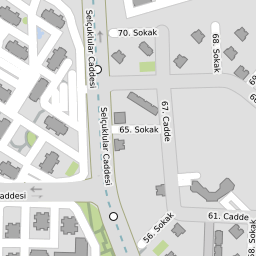 70. Sokak
Selçuklular Caddesi
68. Sokak
67. Cadde
Selçuklular Caddesi
65. Sokak
addesi
61. Cadde
56. Sokak